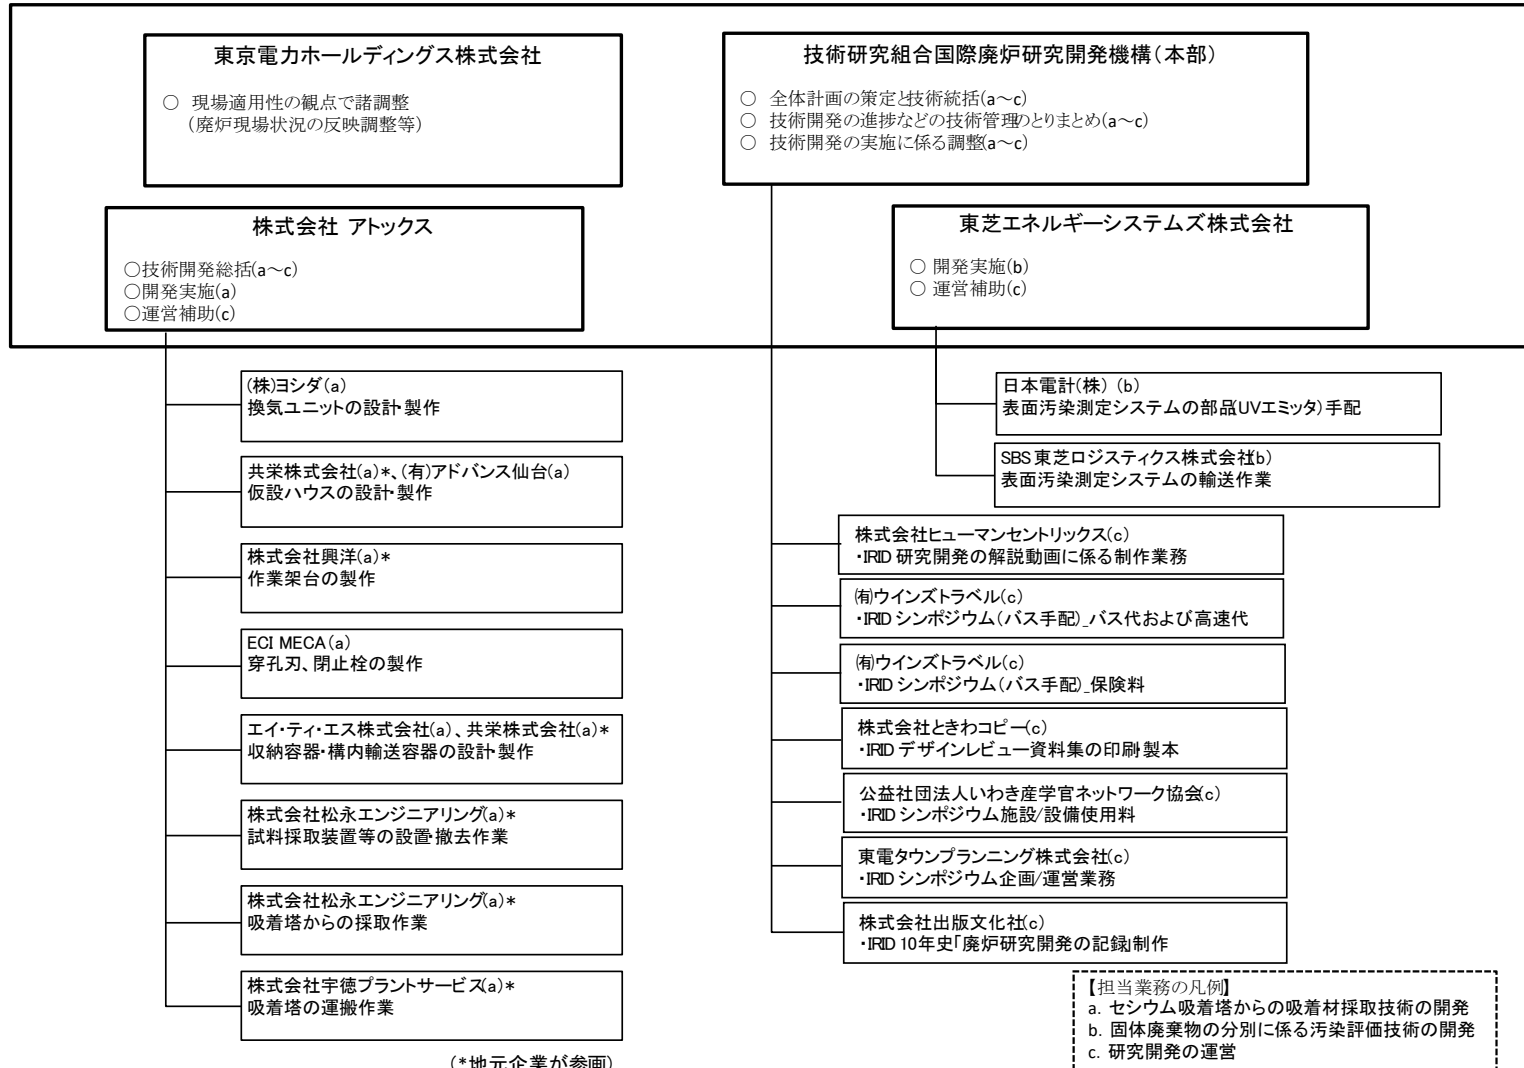 東京電力ホールディングス株式会社
○ 現場適用性の観点で諸調整
（廃炉現場状況の反映調整等）
技術研究組合国際廃炉研究開発機構（本部）
○ 全体計画の策定と技術統括(a～c)
○ 技術開発の進捗などの技術管理のとりまとめ(a～c)
○ 技術開発の実施に係る調整(a～c)
株式会社 アトックス
○技術開発総括(a～c)
○開発実施(a)
○運営補助(c)
東芝エネルギーシステムズ株式会社
○ 開発実施(b)
○ 運営補助(c)
(株)ヨシダ(a)
換気ユニットの設計・製作
共栄株式会社(a)*、(有)アドバンス仙台(a)
仮設ハウスの設計・製作
株式会社興洋(a)*
作業架台の製作
ECI MECA(a)
穿孔刃、閉止栓の製作
エイ・ティ・エス株式会社(a)、共栄株式会社(a)*
収納容器・構内輸送容器の設計・製作
株式会社松永エンジニアリング(a)*
試料採取装置等の設置・撤去作業
株式会社松永エンジニアリング(a)*
吸着塔からの採取作業
株式会社宇徳プラントサービス(a)*
吸着塔の運搬作業
(*地元企業が参画)
日本電計(株) (b)
表面汚染測定システムの部品(UVエミッタ)手配
SBS東芝ロジスティクス株式会社(b)
表面汚染測定システムの輸送作業
株式会社ヒューマンセントリックス(c)
・IRID 研究開発の解説動画に係る制作業務
㈲ウインズトラベル(c)
・IRID シンポジウム（バス手配）_バス代および高速代
㈲ウインズトラベル(c)
・IRID シンポジウム（バス手配）_保険料
株式会社ときわコピー(c)
・IRID デザインレビュー資料集の印刷・製本
公益社団法人いわき産学官ネットワーク協会(c)
・IRID シンポジウム施設/設備使用料
東電タウンプランニング株式会社(c)
・IRID シンポジウム企画/運営業務
株式会社出版文化社(c)
・IRID 10年史「廃炉研究開発の記録」制作
【担当業務の凡例】
a. セシウム吸着塔からの吸着材採取技術の開発
b. 固体廃棄物の分別に係る汚染評価技術の開発
c. 研究開発の運営